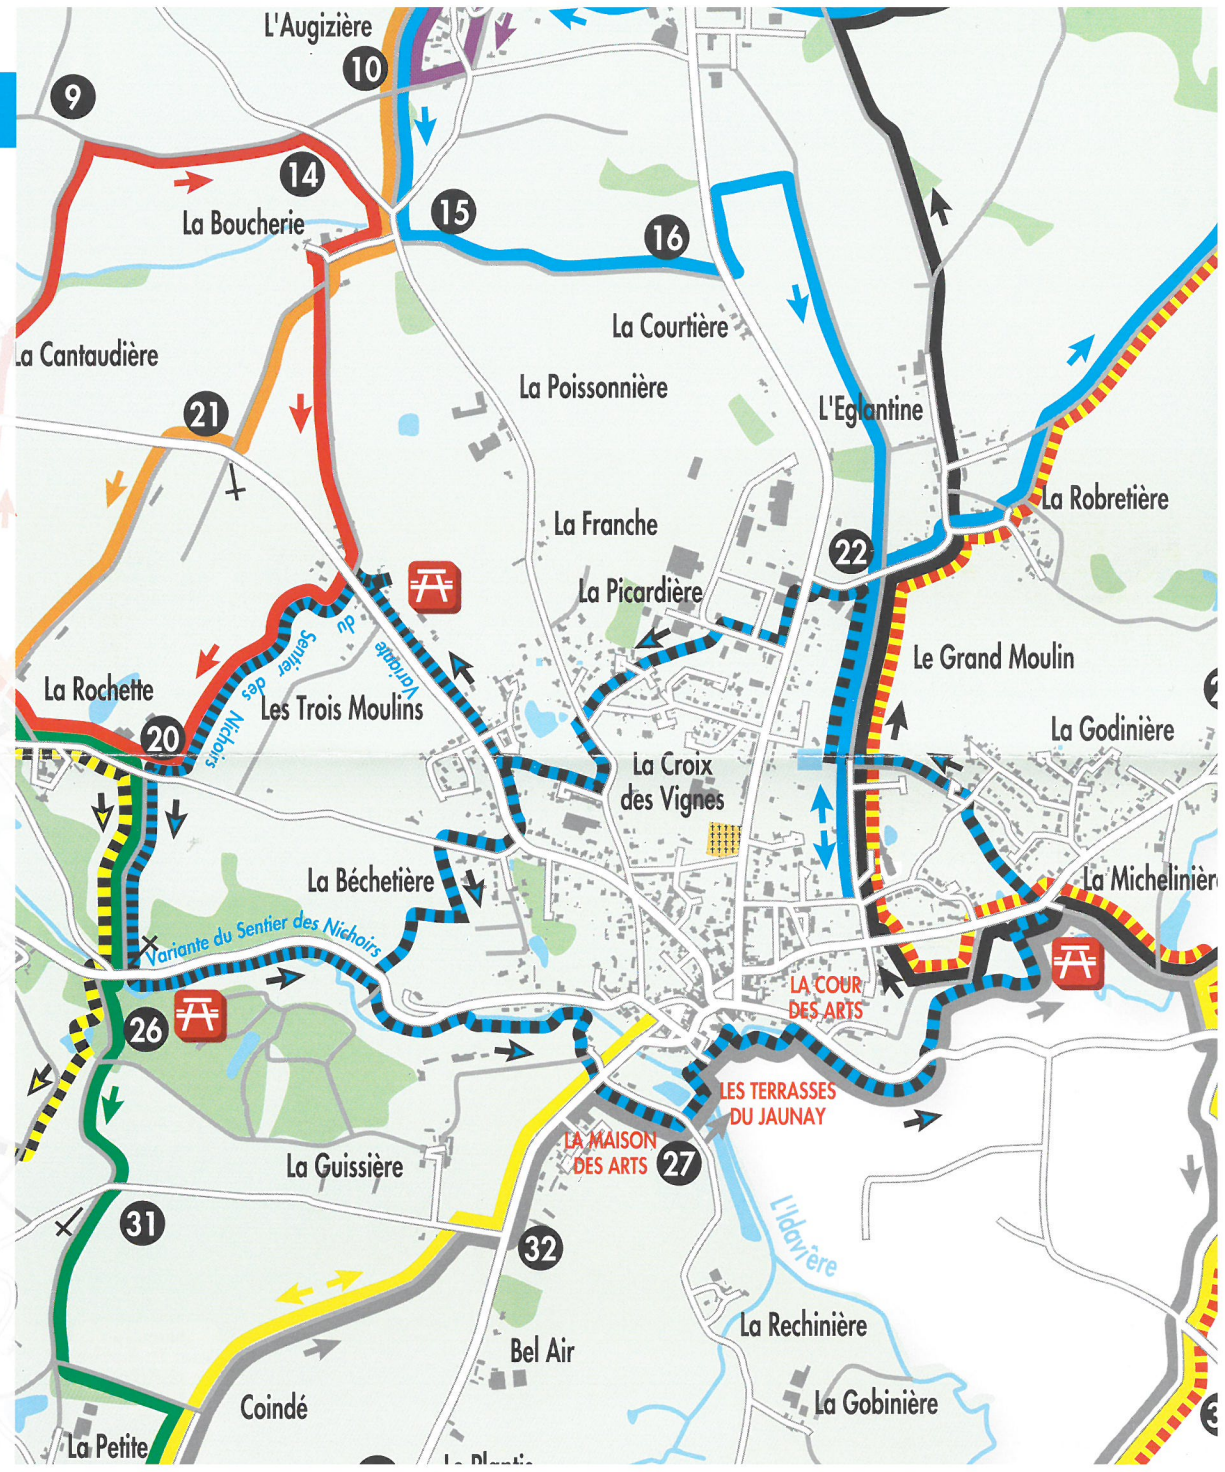 L'Augizière
10
9
14
La Boucherie
15
16
La Courtière
La Cantaudière
La Poissonnière
L'Eglantine
21
La Robretière
La Franche
22
La Picardière
Variante
du
Sentier des
Nichoirs
Le Grand Moulin
La Rochette
Les Trois Moulins
La Godinière
20
La Croix
des Vignes
La Béchetière
Variante du Sentier des Nichoirs
LA COUR
DES ARTS
26
LES TERRASSES
DU JAUNAY
LA MAISON
DES ARTS
27
La Guissière
31
32
L'Idavière
La Rechinière
Bel Air
Coindé
La Gobinière
La Petite